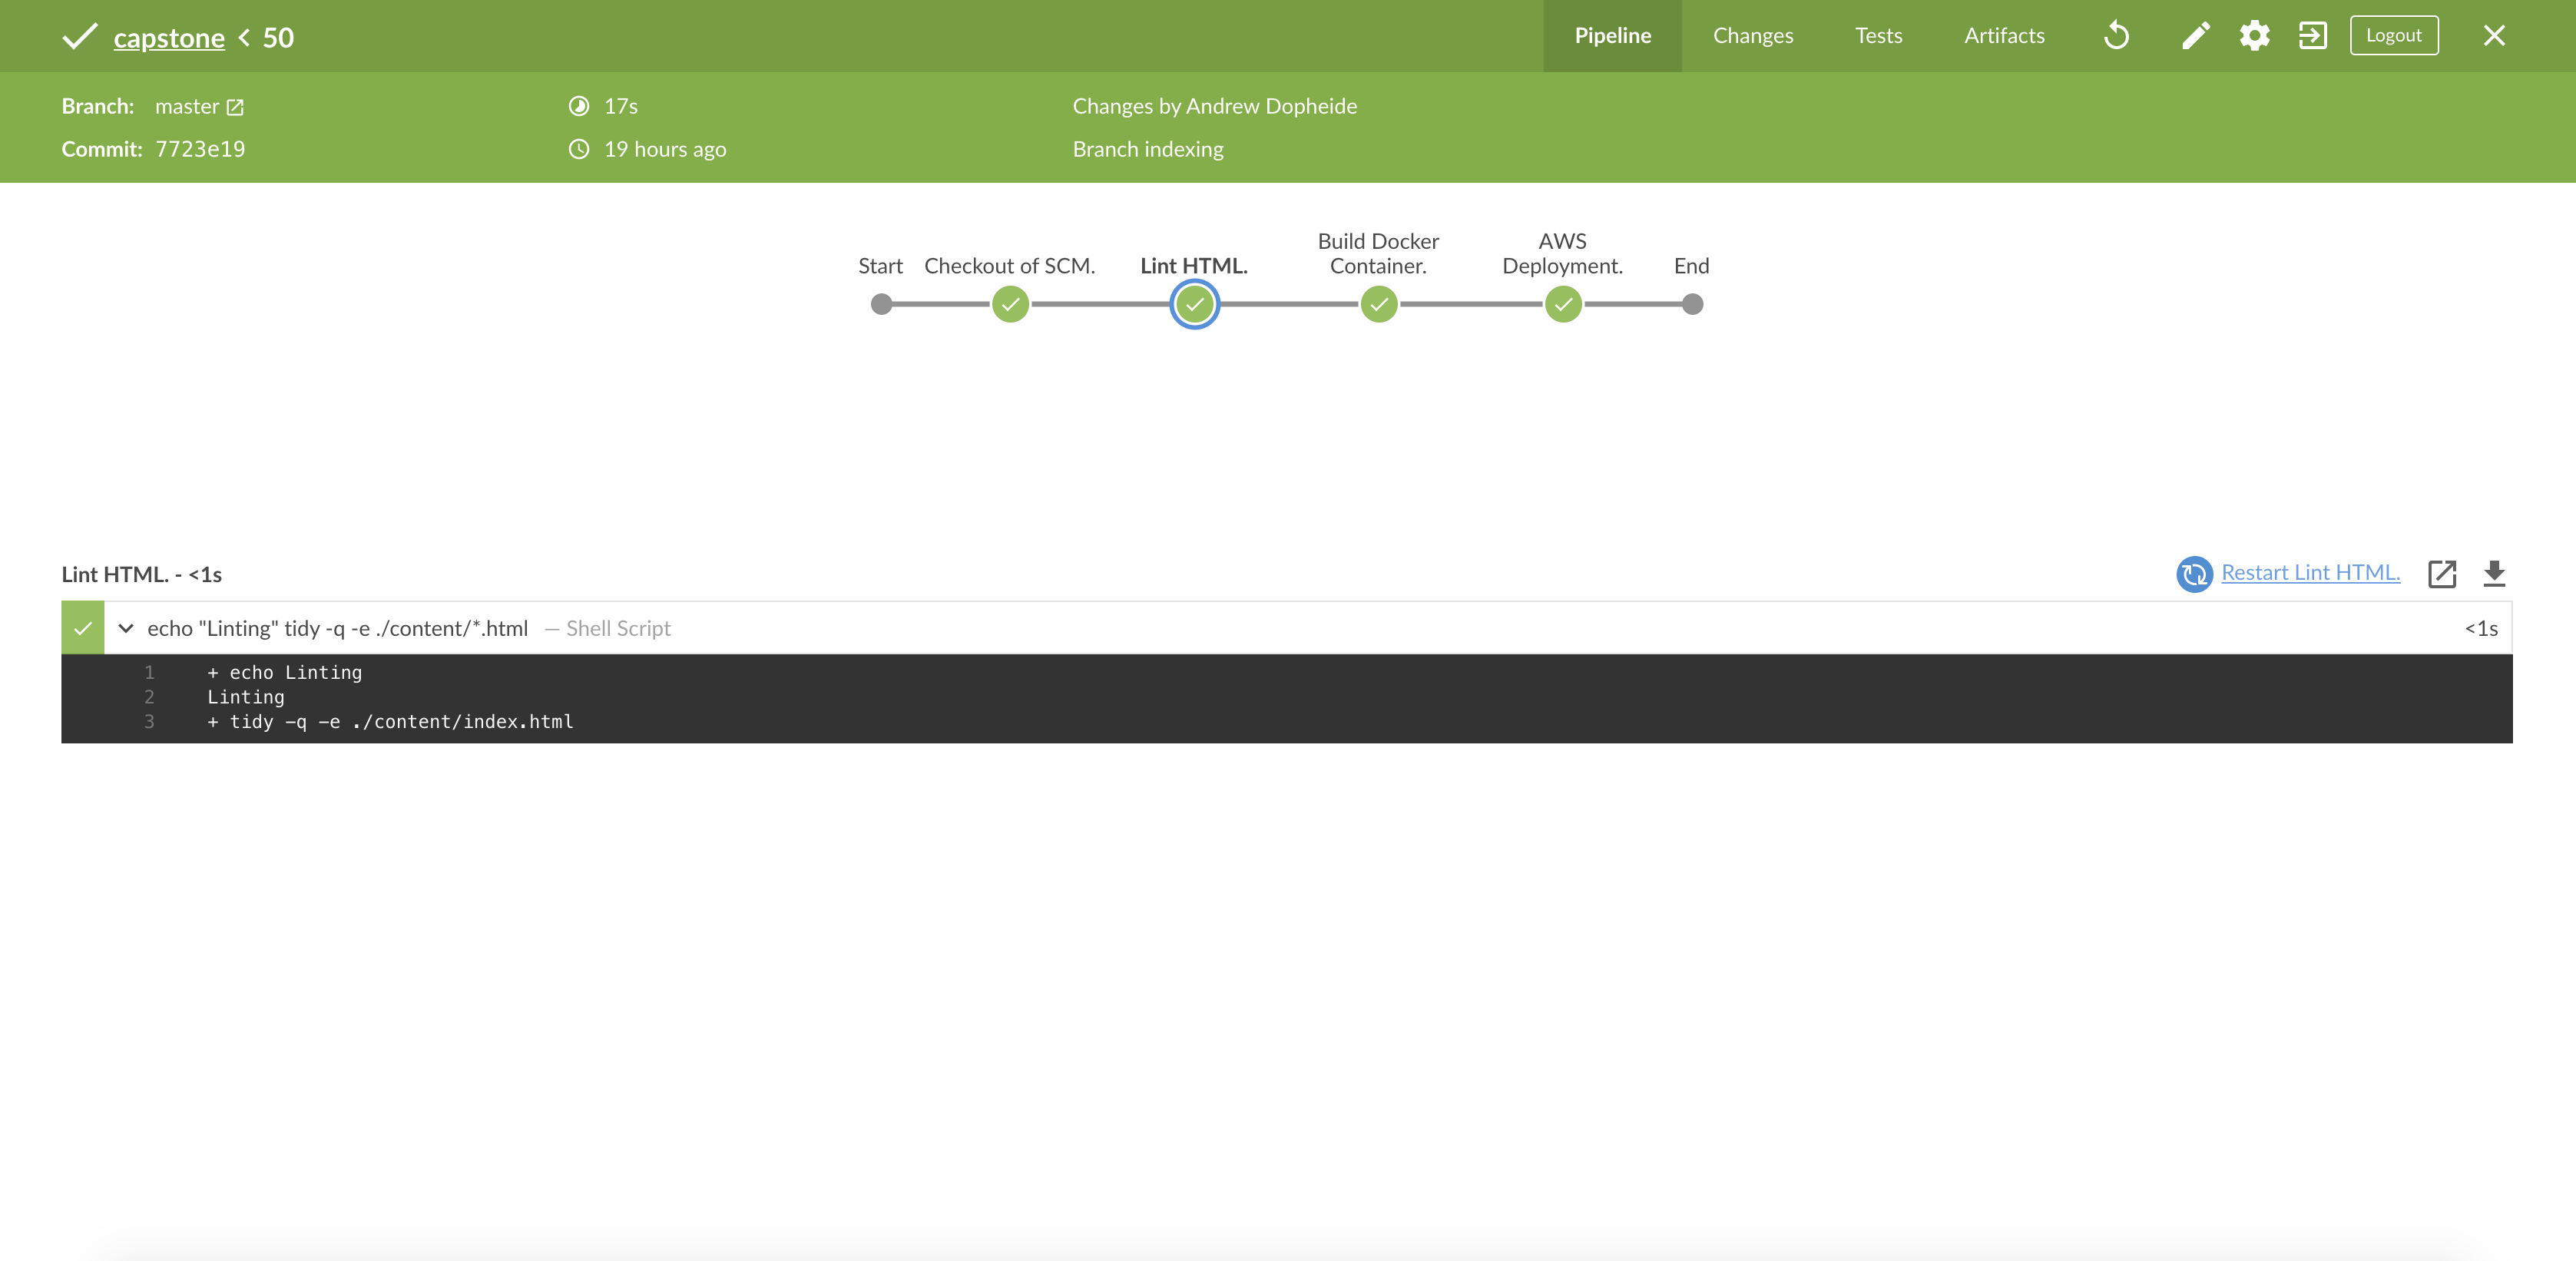 capstone < 50
Pipeline Changes Tests Artifacts Logout
Branch: master 17s Changes by Andrew Dopheide
Commit: 7723e19 19 hours ago Branch indexing
Build Docker AWS
Start Checkout of SCM. Lint HTML. Container. Deployment. End
Lint HTML. - <1s Restart Lint HTML.
echo "Linting" tidy -q -e ./content/*.html — Shell Script <1s
1 + echo Linting
2 Linting
3 + tidy -q -e ./content/index.html